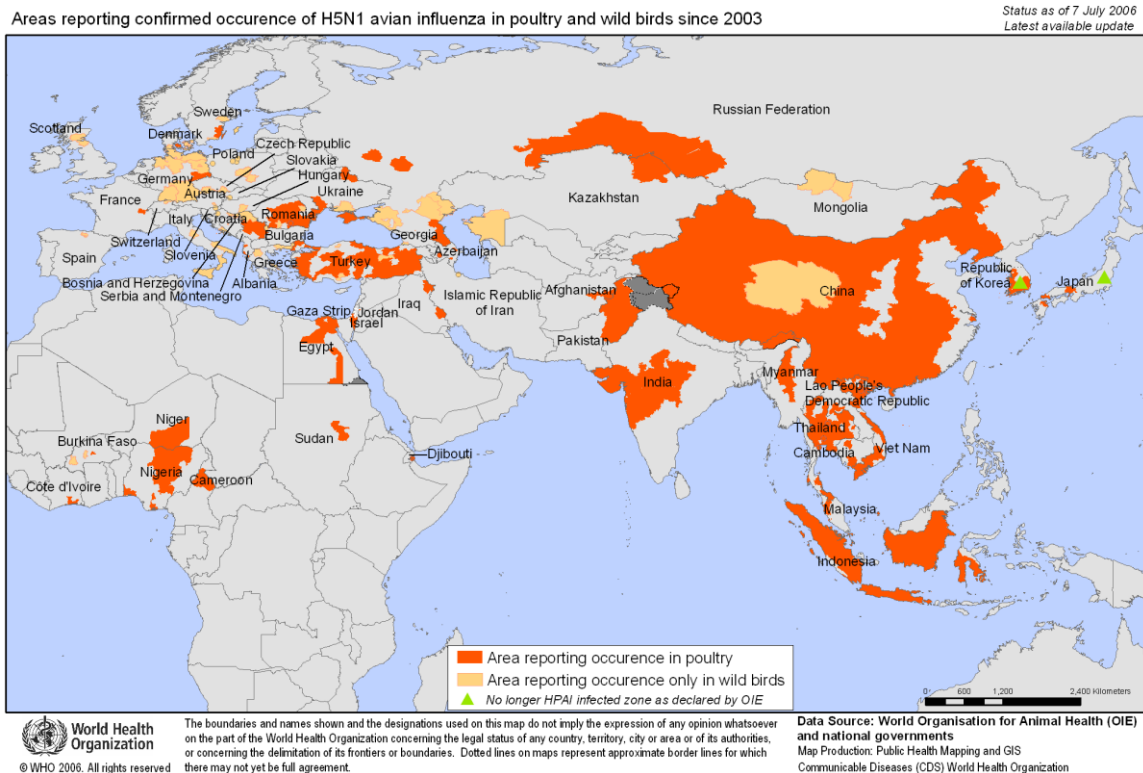 Areas reporting confirmed occurence of H5N1 avian influenza in poultry and wild birds since 2003
Status as of 7 July 2006
Latest available update
Russian Federation
Sweden
Scotland
Denmark
Czech Republic
Poland
Slovakia
Hungary
Germany
Ukraine
Austria
France
Kazakhstan
Mongolia
Italy
Croatia
Romania
Bulgaria
Georgia
Switzerland
Azerbaijan
Spain
Slovenia
Greece
Turkey
Republic
of Korea
Japan
Bosnia and Herzegovina
Albania
Serbia and Montenegro
Afghanistan
China
Islamic Republic
of Iran
Iraq
Gaza Strip
Jordan
Israel
Pakistan
Egypt
Myanmar
India
Lao People's
Democratic Republic
Niger
Thailand
Burkina Faso
Sudan
Viet Nam
Cambodia
Djibouti
Nigeria
Cameroon
Côte d'Ivoire
Malaysia
Indonesia
Area reporting occurence in poultry
Area reporting occurence only in wild birds
No longer HPAI infected zone as declared by OIE
0 600 1,200 2,400 Kilometers
World Health
Organization
© WHO 2006. All rights reserved
The boundaries and names shown and the designations used on this map do not imply the expression of any opinion whatsoever
on the part of the World Health Organization concerning the legal status of any country, territory, city or area or of its authorities,
or concerning the delimitation of its frontiers or boundaries. Dotted lines on maps represent approximate border lines for which
there may not yet be full agreement.
Data Source: World Organisation for Animal Health (OIE)
and national governments
Map Production: Public Health Mapping and GIS
Communicable Diseases (CDS) World Health Organization